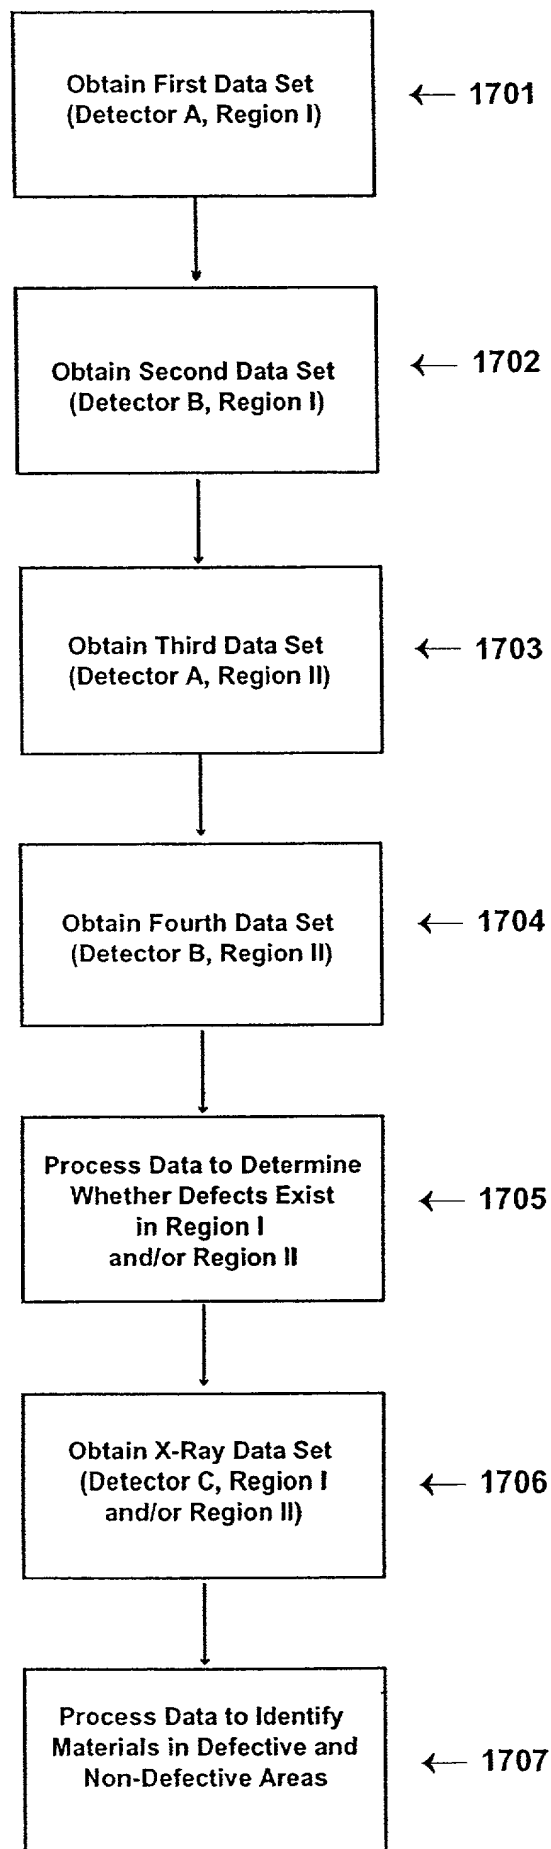 Obtain First Data Set
(Detector A, Region I)
← 1701
Obtain Second Data Set
(Detector B, Region I)
← 1702
Obtain Third Data Set
(Detector A, Region II)
← 1703
Obtain Fourth Data Set
(Detector B, Region II)
← 1704
Process Data to Determine
Whether Defects Exist
in Region I
and/or Region II
← 1705
Obtain X-Ray Data Set
(Detector C, Region I
and/or Region II)
← 1706
Process Data to Identify
Materials in Defective and
Non-Defective Areas
← 1707